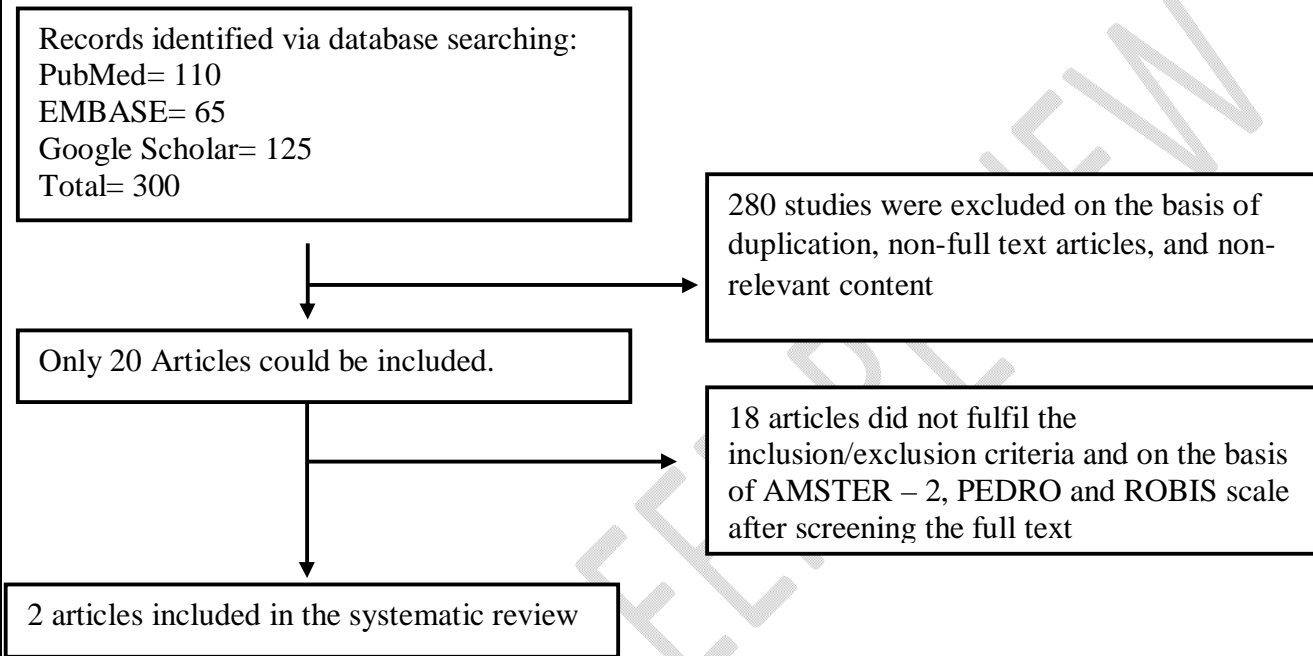 Records identified via database searching:
PubMed= 110
EMBASE= 65
Google Scholar= 125
Total= 300
280 studies were excluded on the basis of
duplication, non-full text articles, and non-
relevant content
Only 20 Articles could be included.
18 articles did not fulfil the
inclusion/exclusion criteria and on the basis
of AMSTER – 2, PEDRO and ROBIS scale
after screening the full text
2 articles included in the systematic review